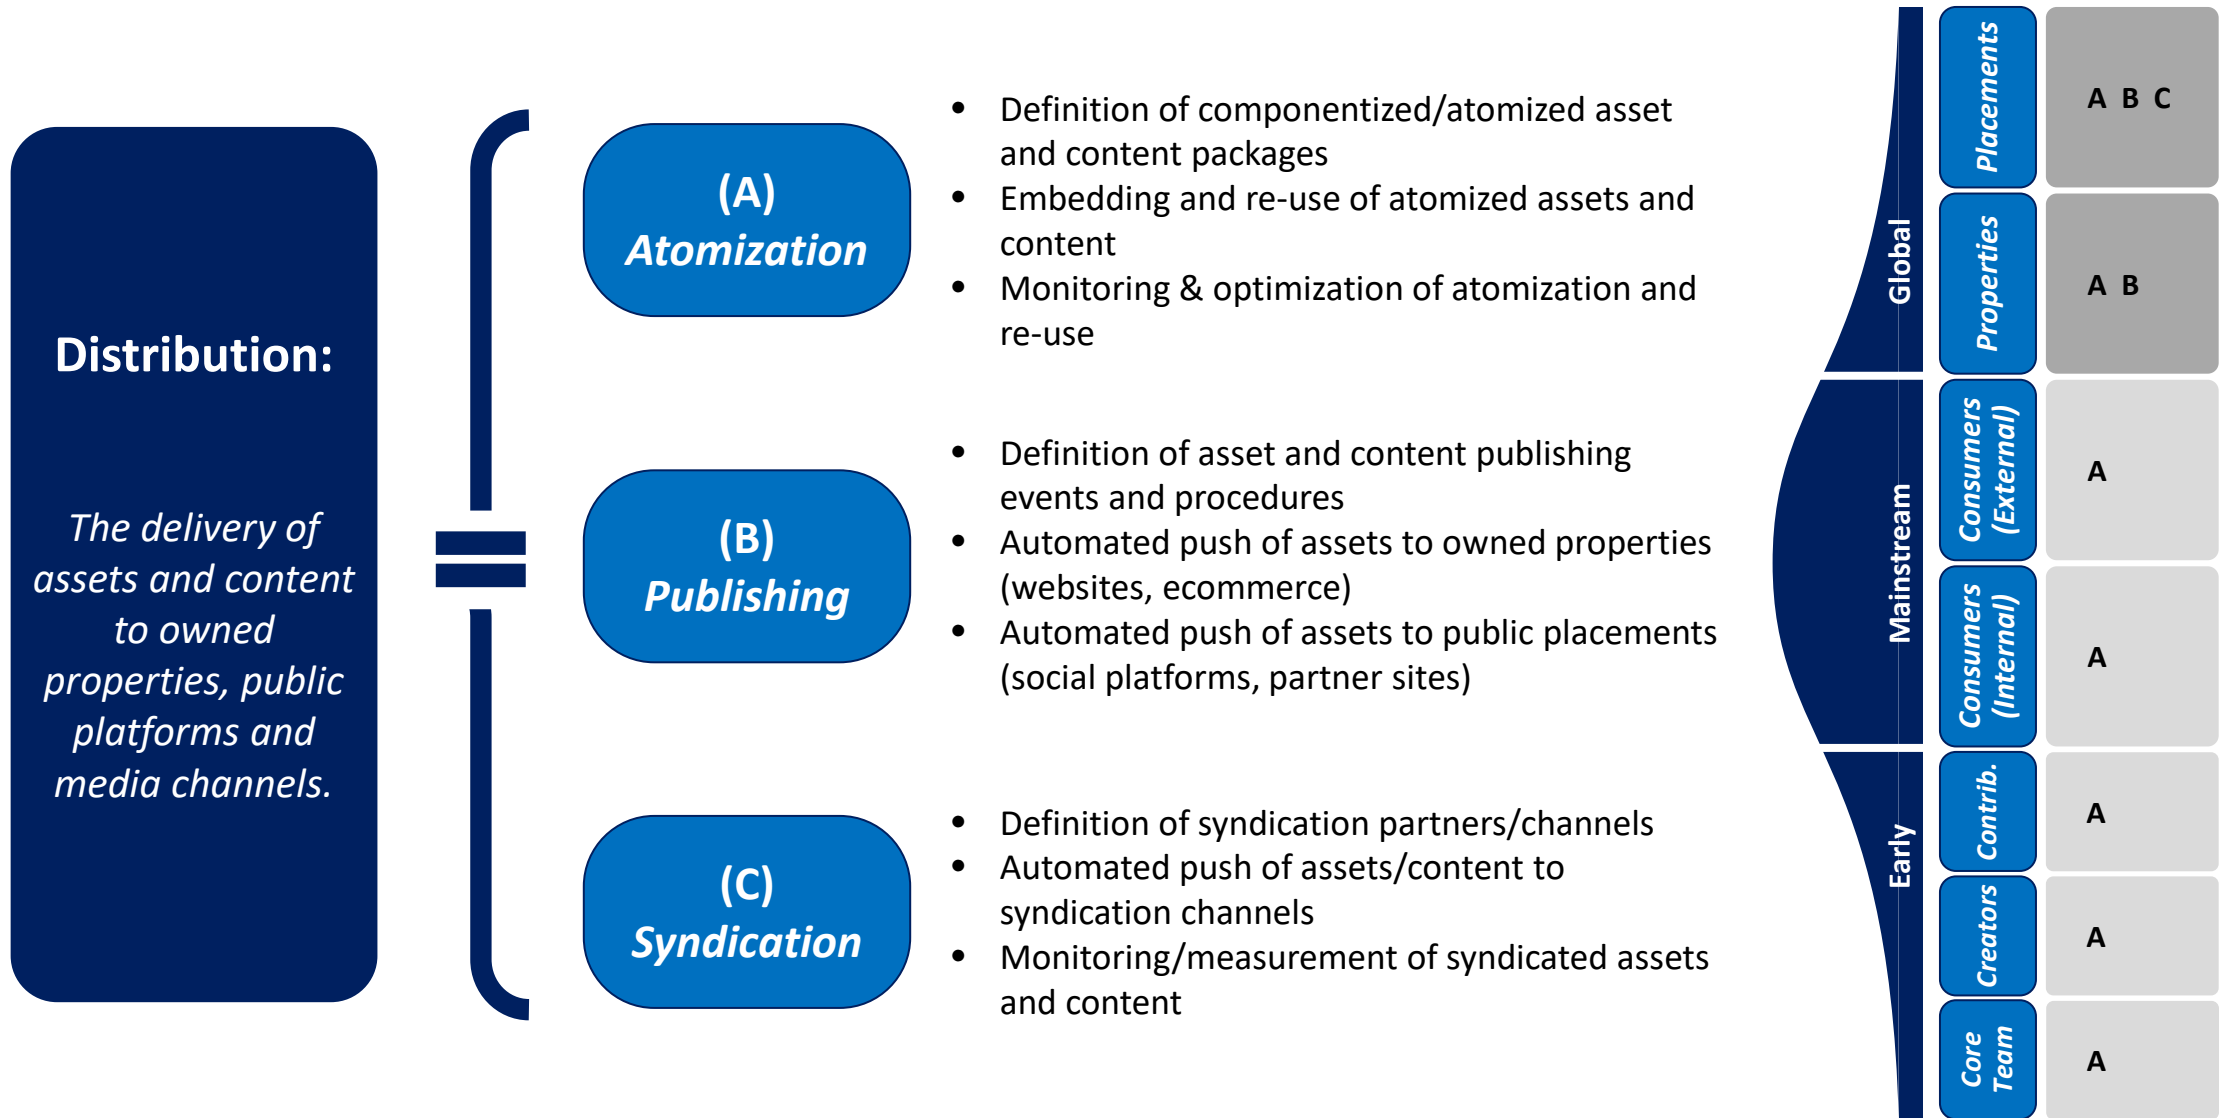 Distribution:
The delivery of
assets and content
to owned
properties, public
platforms and
media channels.
(A)
Atomization
• Definition of componentized/atomized asset
and content packages
• Embedding and re-use of atomized assets and
content
• Monitoring & optimization of atomization and
re-use
(B)
Publishing
• Definition of asset and content publishing
events and procedures
• Automated push of assets to owned properties
(websites, ecommerce)
• Automated push of assets to public placements
(social platforms, partner sites)
(C)
Syndication
• Definition of syndication partners/channels
• Automated push of assets/content to
syndication channels
• Monitoring/measurement of syndicated assets
and content
Global
Mainstream
Early
Placements
A B C
Properties
A B
Consumers
(External)
A
Consumers
(Internal)
A
Contrib.
A
Creators
A
Core
Team
A